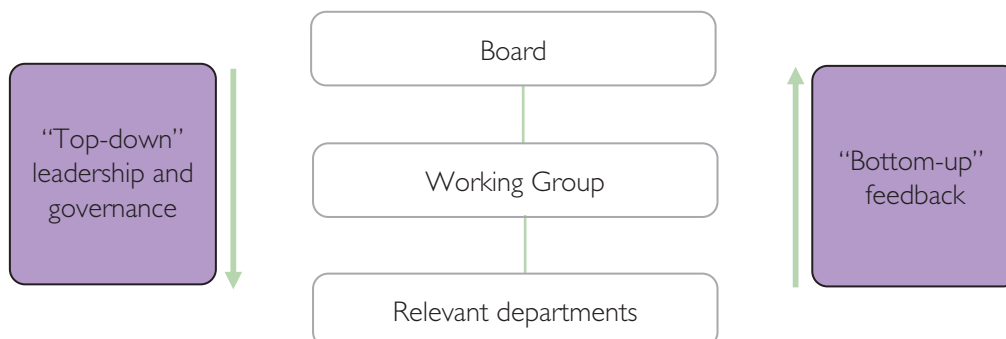 Board
“Top-down”
leadership and
governance
Working Group
“Bottom-up”
feedback
Relevant departments